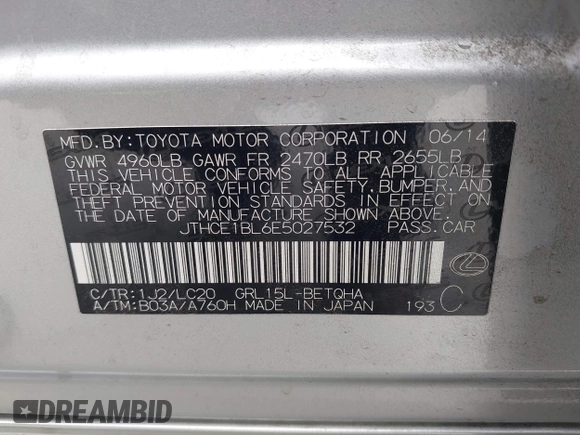 MFD.BY:TOYOTA MOTOR CORPORATION 06/14
GVWR 4960LB GAWR FR 2470LB RR 2655LB
THIS VEHICLE CONFORMS TO ALL APPLICABLE
FEDERAL MOTOR VEHICLE SAFETY, BUMPER, AND
THEFT PREVENTION STANDARDS IN EFFECT ON THE
DATE OF MANUFACTURE SHOWN ABOVE.
JTHCE1BL6E5027532 PASS.CAR
C/TR:1J2/LC20 GRL15L-BETQHA
A/TM:B03A/A760H MADE IN JAPAN 193 C
DREAMBID